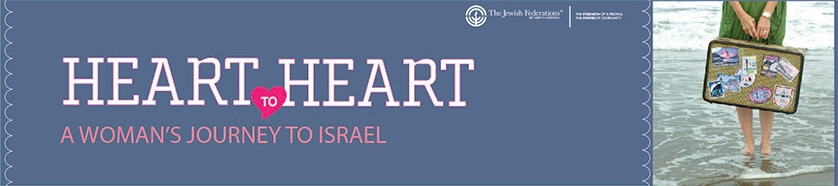 The Jewish Federations®
OF NORTH AMERICA
THE STRENGTH OF A PEOPLE.
THE POWER OF COMMUNITY.
HEART TO HEART
A WOMAN'S JOURNEY TO ISRAEL